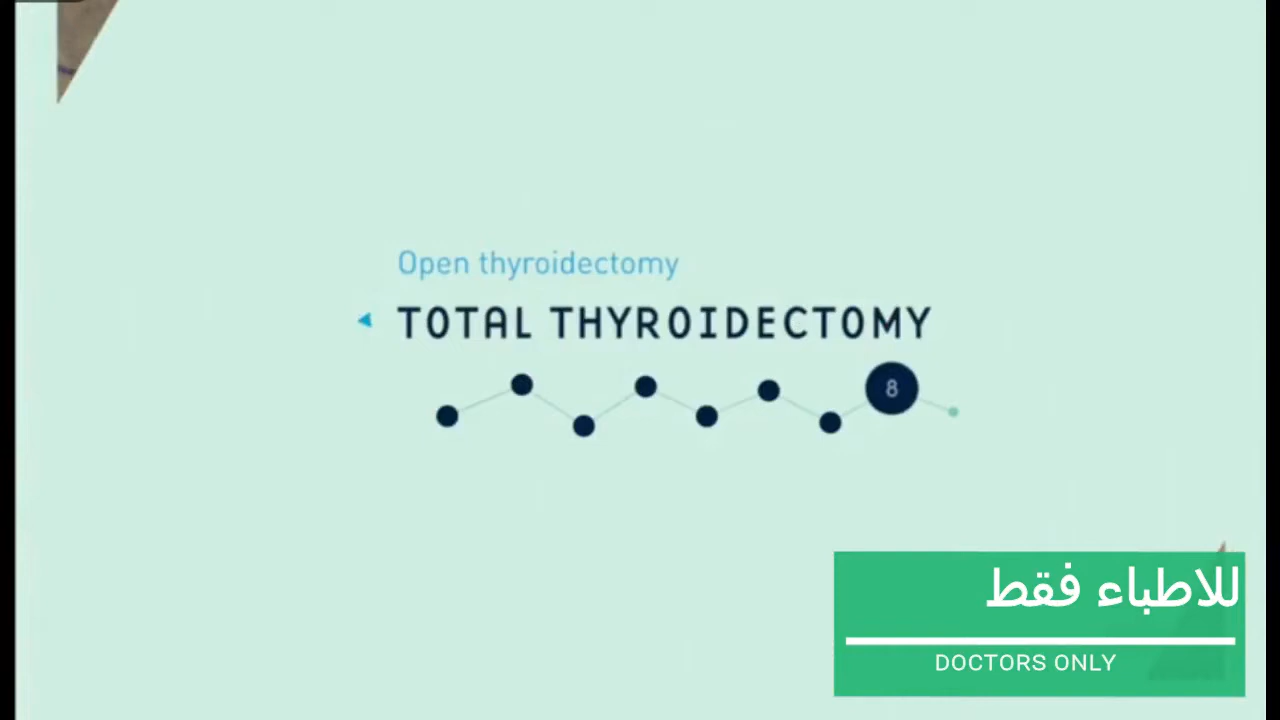 Open thyroidectomy
TOTAL THYROIDECTOMY
8
للاطباء فقط
DOCTORS ONLY